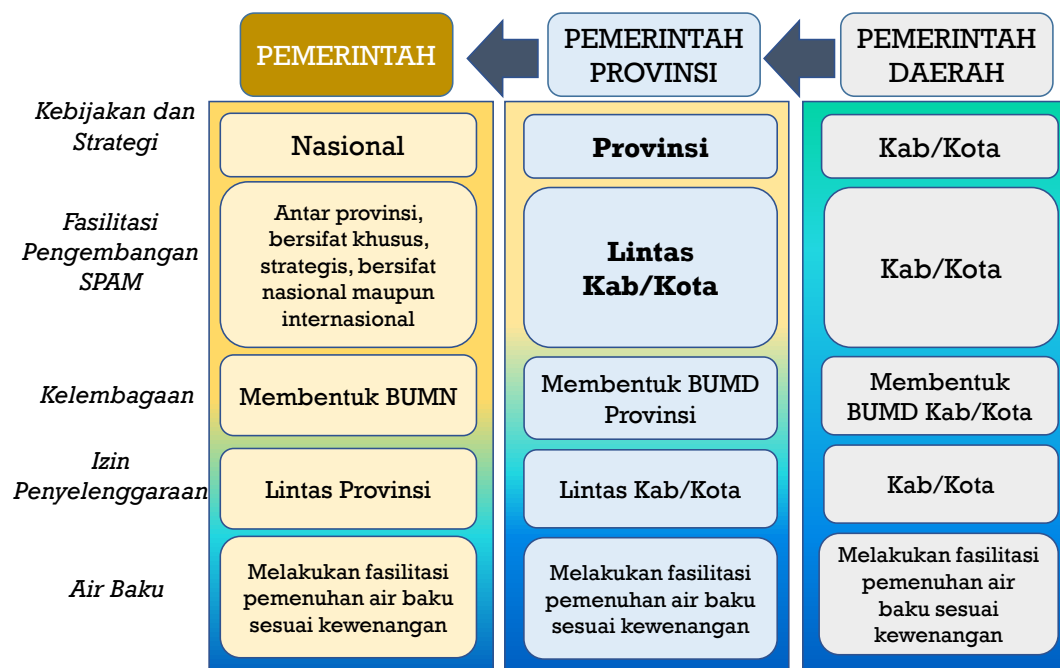 PEMERINTAH
PEMERINTAH
PROVINSI
PEMERINTAH
DAERAH
Kebijakan dan
Strategi
Nasional
Provinsi
Kab/Kota
Fasilitasi
Pengembangan
SPAM
Antar provinsi,
bersifat khusus,
strategis, bersifat
nasional maupun
internasional
Lintas
Kab/Kota
Kab/Kota
Kelembagaan
Membentuk BUMN
Membentuk BUMD
Provinsi
Membentuk
BUMD Kab/Kota
Izin
Penyelenggaraan
Lintas Provinsi
Lintas Kab/Kota
Kab/Kota
Air Baku
Melakukan fasilitasi
pemenuhan air baku
sesuai kewenangan
Melakukan fasilitasi
pemenuhan air baku
sesuai kewenangan
Melakukan fasilitasi
pemenuhan air
baku sesuai
kewenangan